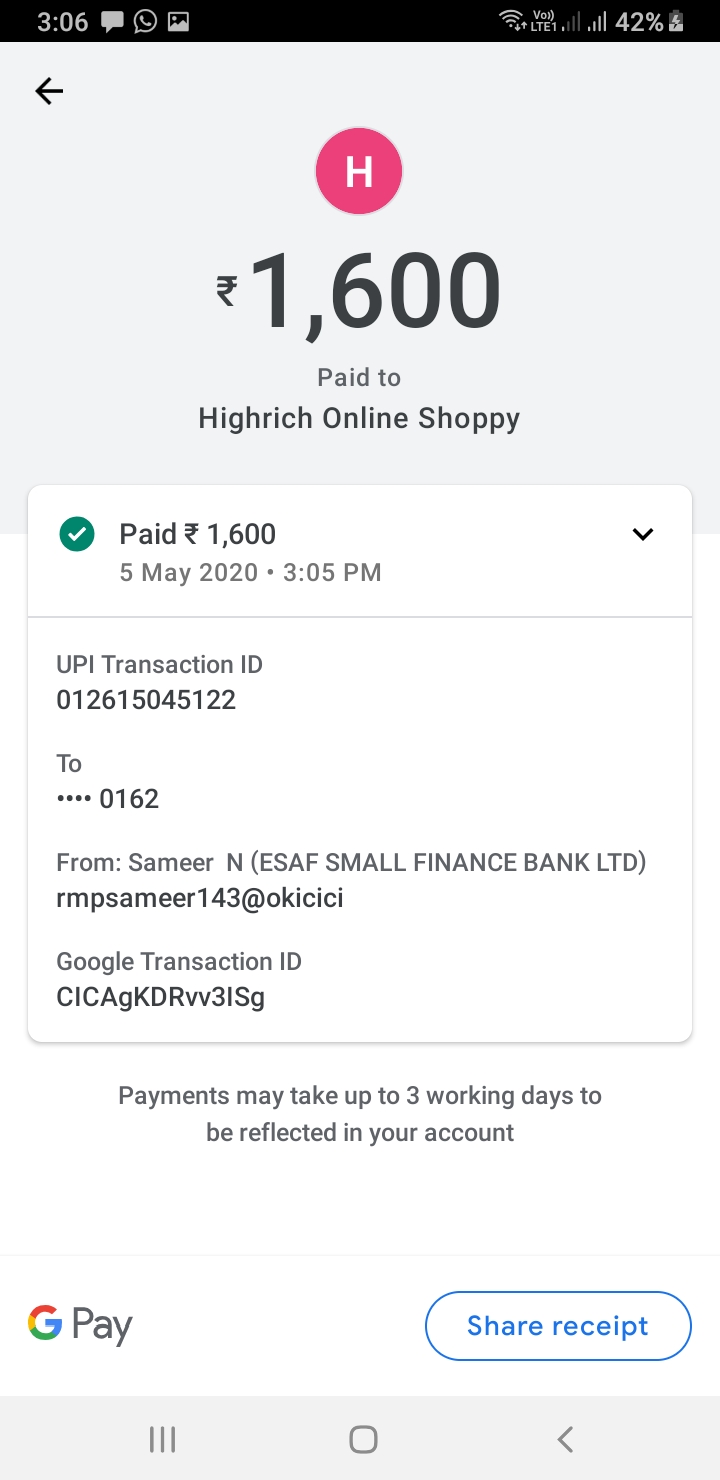 3:06 Vo)) LTE1 42%
H
₹1,600
Paid to
Highrich Online Shoppy
Paid ₹ 1,600
5 May 2020 • 3:05 PM
UPI Transaction ID
012615045122
To
•••• 0162
From: Sameer  N (ESAF SMALL FINANCE BANK LTD)
rmpsameer143@okicici
Google Transaction ID
CICAgKDRvv3ISg
Payments may take up to 3 working days to
be reflected in your account
G Pay
Share receipt